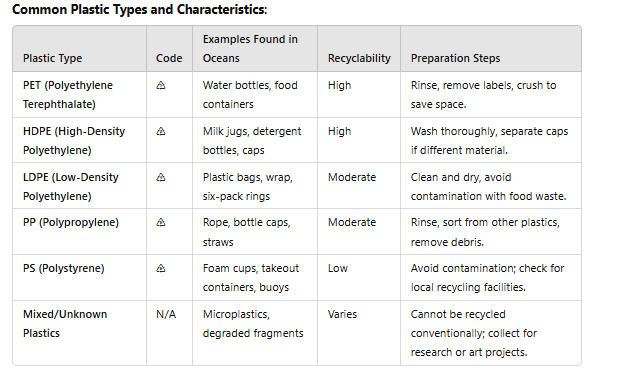 Common Plastic Types and Characteristics:
Plastic Type Code Examples Found in Oceans Recyclability Preparation Steps
PET (Polyethylene Terephthalate) Water bottles, food containers High Rinse, remove labels, crush to save space.
HDPE (High-Density Polyethylene) Milk jugs, detergent bottles, caps High Wash thoroughly, separate caps if different material.
LDPE (Low-Density Polyethylene) Plastic bags, wrap, six-pack rings Moderate Clean and dry, avoid contamination with food waste.
PP (Polypropylene) Rope, bottle caps, straws Moderate Rinse, sort from other plastics, remove debris.
PS (Polystyrene) Foam cups, takeout containers, buoys Low Avoid contamination; check for local recycling facilities.
Mixed/Unknown Plastics N/A Microplastics, degraded fragments Varies Cannot be recycled conventionally; collect for research or art projects.